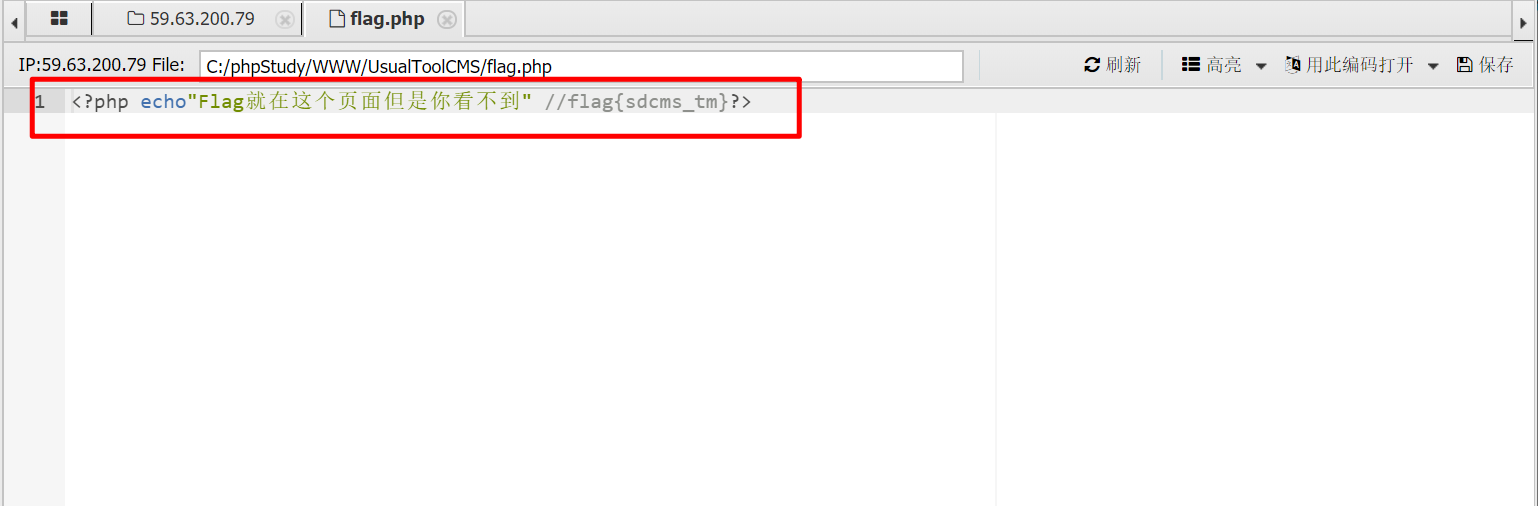 59.63.200.79 flag.php
IP:59.63.200.79 File: C:/phpStudy/WWW/UsualToolCMS/flag.php 刷新 高亮 用此编码打开 保存
1 <?php echo"Flag就在这个页面但是你看不到" //flag{sdcms_tm}?>